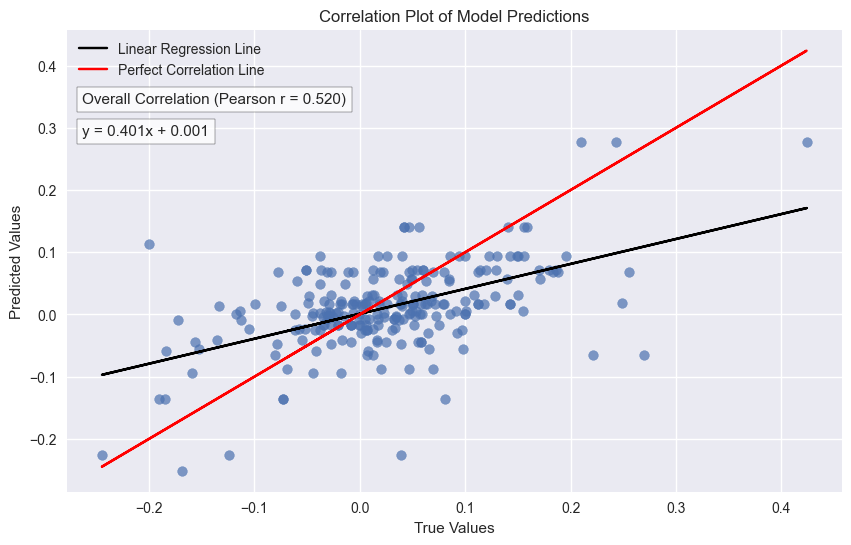 Correlation Plot of Model Predictions
Linear Regression Line
Perfect Correlation Line
Overall Correlation (Pearson r = 0.520)
y = 0.401x + 0.001
Predicted Values
0.4
0.3
0.2
0.1
0.0
−0.1
−0.2
−0.2 −0.1 0.0 0.1 0.2 0.3 0.4
True Values